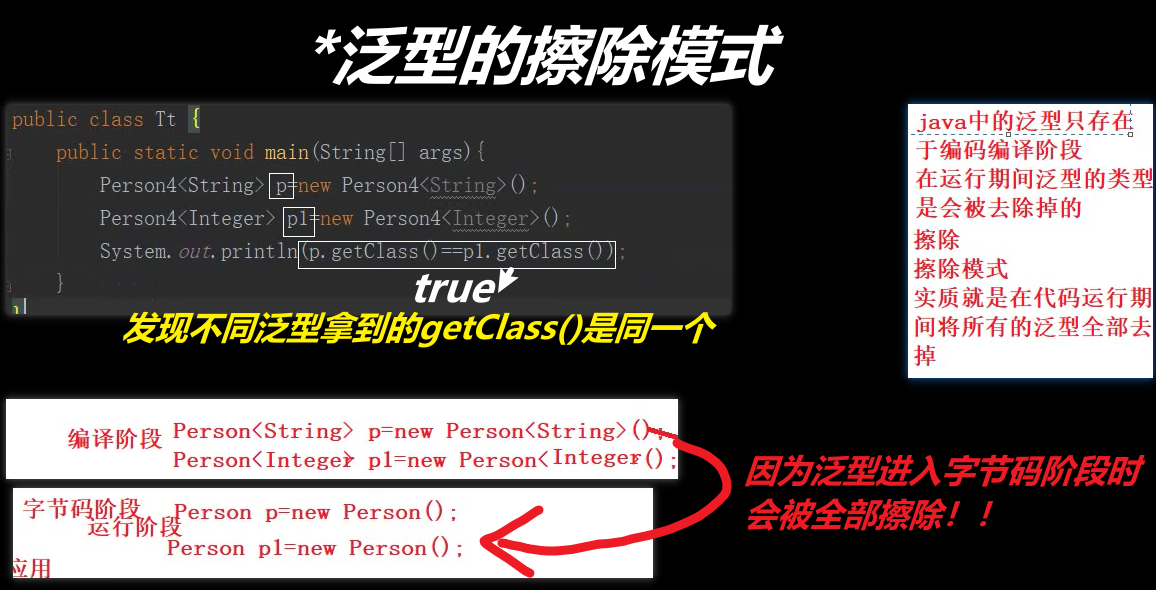 *泛型的擦除模式
public class Tt {
public static void main(String[] args){
Person4<String> p=new Person4<String>();
Person4<Integer> p1=new Person4<Integer>();
System.out.println(p.getClass()==p1.getClass());
}
}
true
发现不同泛型拿到的getClass()是同一个
java中的泛型只存在
于编码编译阶段
在运行期间泛型的类型
是会被去除掉的
擦除
擦除模式
实质就是在代码运行期
间将所有的泛型全部去
掉
编译阶段 Person<String> p=new Person<String>();
Person<Integer p1=new Person<Integer();
字节码阶段 Person p=new Person();
运行阶段
Person p1=new Person();
应用
因为泛型进入字节码阶段时
会被全部擦除！！